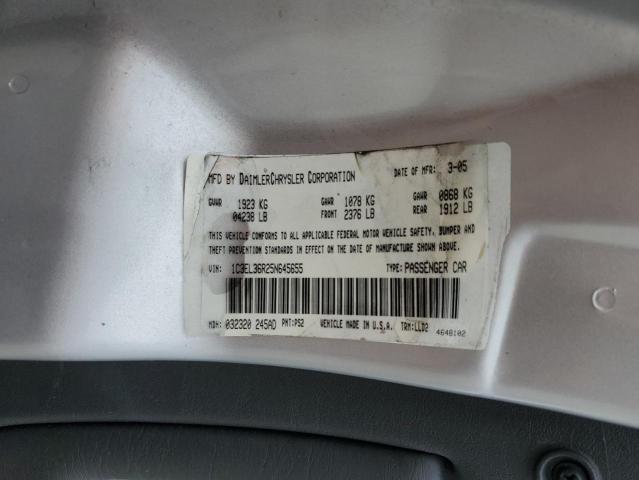 MFD BY DAIMLERCHRYSLER CORPORATION DATE OF MFR: 3-05
GVWR 1923 KG GAWR 1078 KG GAWR 0868 KG
04238 LB FRONT 2376 LB REAR 1912 LB
THIS VEHICLE CONFORMS TO ALL APPLICABLE FEDERAL MOTOR VEHICLE SAFETY, BUMPER AND
THEFT PREVENTION STANDARDS IN EFFECT ON THE DATE OF MANUFACTURE SHOWN ABOVE.
VIN: 1C3EL36R25N645655 TYPE: PASSENGER CAR
MDH: 032320 245AD PNT: PS2 VEHICLE MADE IN U.S.A. TRM: LLD2
4648102